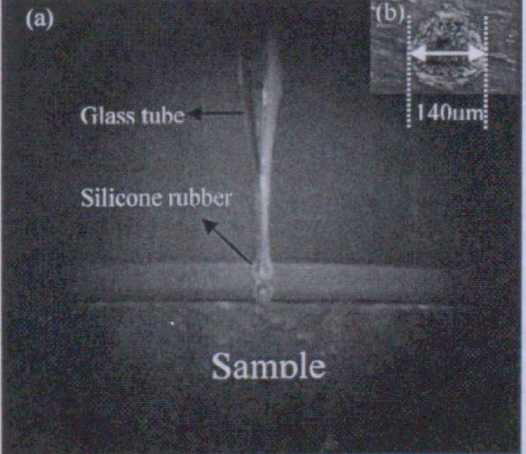 (a)
(b)
140um
Glass tube
Silicone rubber
Sample